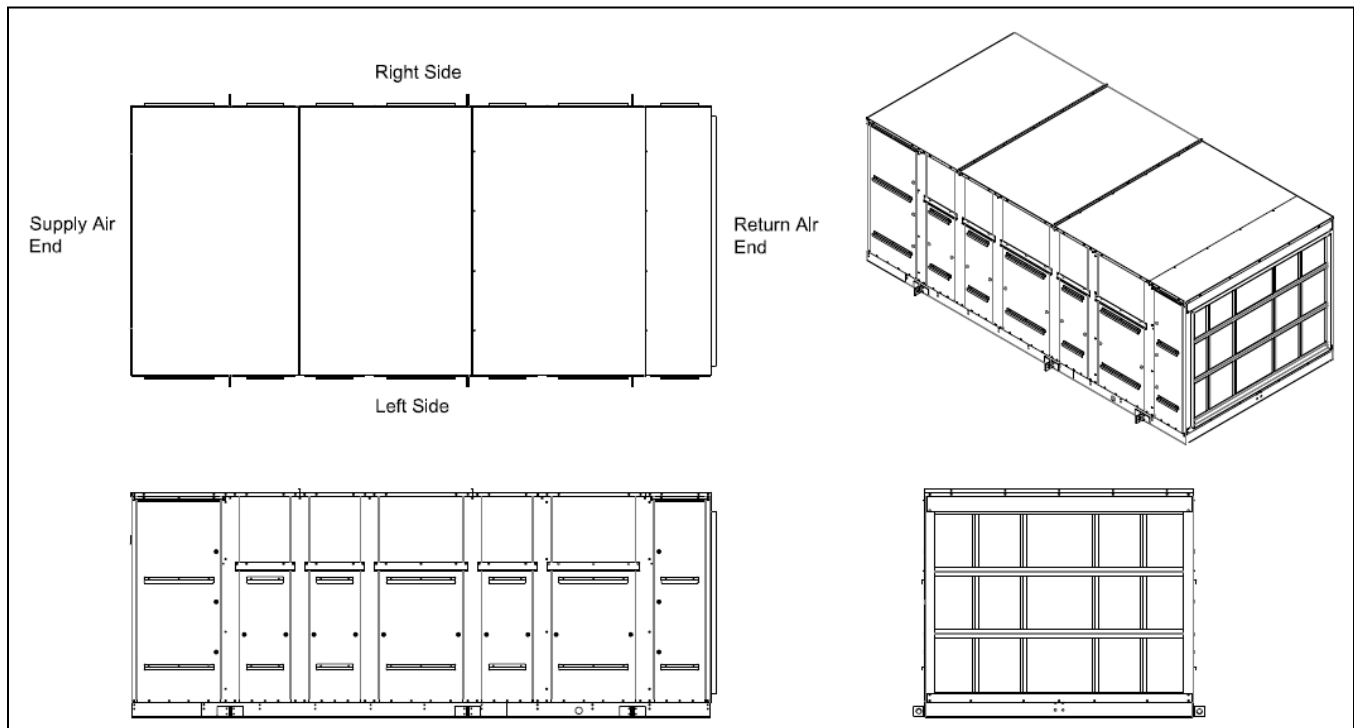 Right Side
Supply Air
End
Return Air
End
Left Side